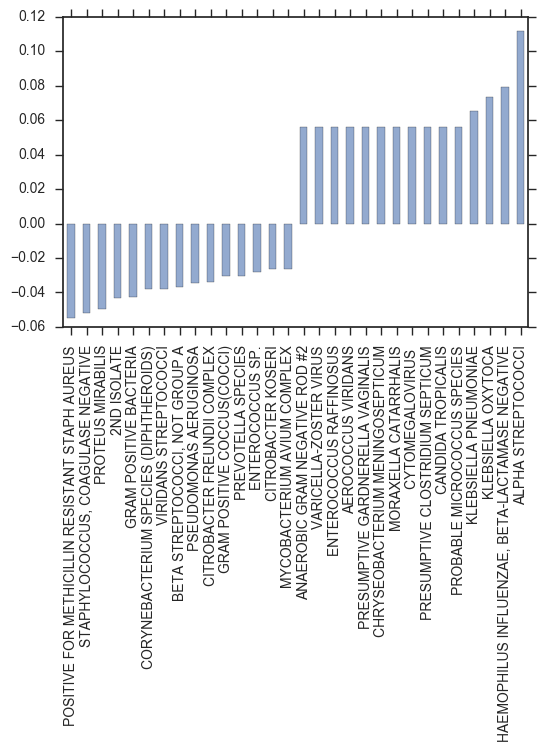 0.12
0.10
0.08
0.06
0.04
0.02
0.00
−0.02
−0.04
−0.06
POSITIVE FOR METHICILLIN RESISTANT STAPH AUREUS
STAPHYLOCOCCUS, COAGULASE NEGATIVE
PROTEUS MIRABILIS
2ND ISOLATE
GRAM POSITIVE BACTERIA
CORYNEBACTERIUM SPECIES (DIPHTHEROIDS)
VIRIDANS STREPTOCOCCI
BETA STREPTOCOCCI, NOT GROUP A
PSEUDOMONAS AERUGINOSA
CITROBACTER FREUNDII COMPLEX
GRAM POSITIVE COCCUS(COCCI)
PREVOTELLA SPECIES
ENTEROCOCCUS SP.
CITROBACTER KOSERI
MYCOBACTERIUM AVIUM COMPLEX
ANAEROBIC GRAM NEGATIVE ROD #2
VARICELLA-ZOSTER VIRUS
ENTEROCOCCUS RAFFINOSUS
AEROCOCCUS VIRIDANS
PRESUMPTIVE GARDNERELLA VAGINALIS
CHRYSEOBACTERIUM MENINGOSEPTICUM
MORAXELLA CATARRHALIS
CYTOMEGALOVIRUS
PRESUMPTIVE CLOSTRIDIUM SEPTICUM
CANDIDA TROPICALIS
PROBABLE MICROCOCCUS SPECIES
KLEBSIELLA PNEUMONIAE
KLEBSIELLA OXYTOCA
HAEMOPHILUS INFLUENZAE, BETA-LACTAMASE NEGATIVE
ALPHA STREPTOCOCCI